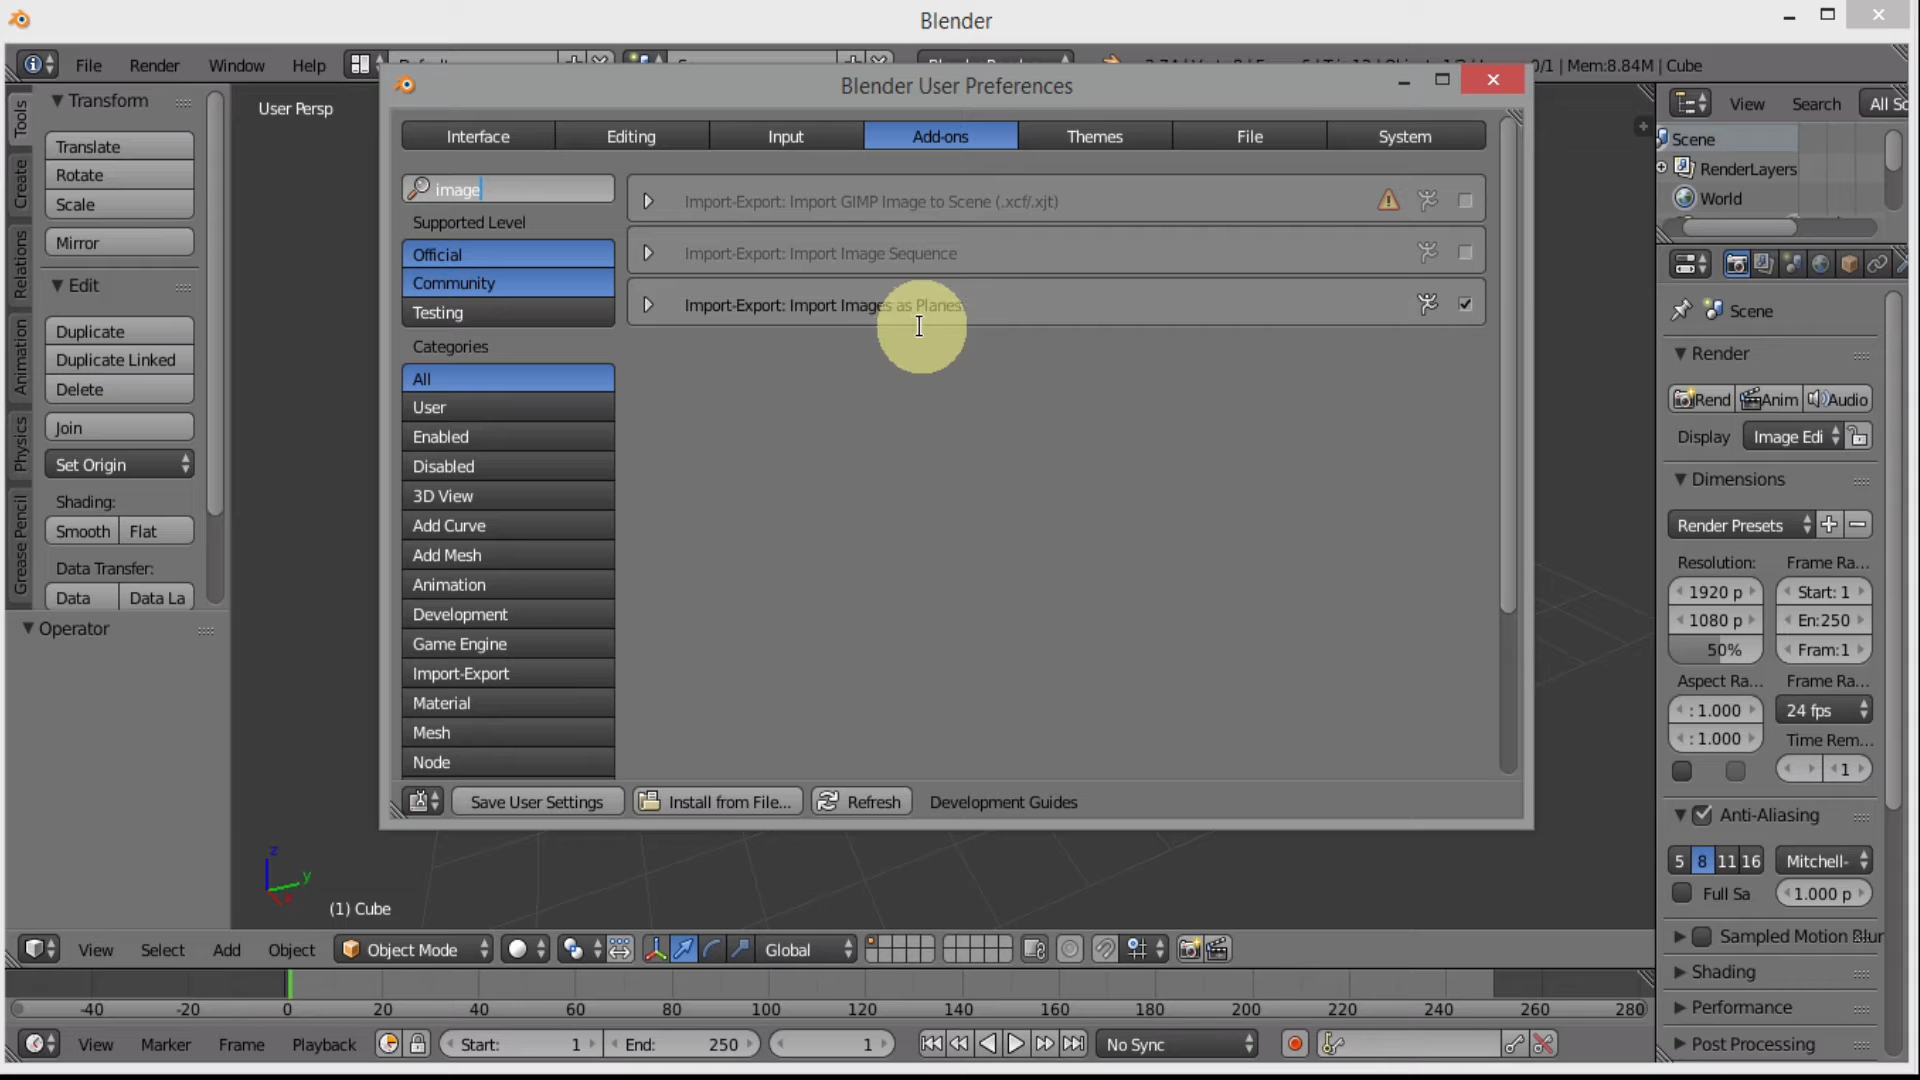 Blender
File Render Window Help
Mem:8.84M | Cube
Blender User Preferences
Interface Editing Input Add-ons Themes File System
image
Supported Level
Official
Community
Testing
Categories
All
User
Enabled
Disabled
3D View
Add Curve
Add Mesh
Animation
Development
Game Engine
Import-Export
Material
Mesh
Node
Import-Export: Import GIMP Image to Scene (.xcf/.xjt)
Import-Export: Import Image Sequence
Import-Export: Import Images as Planes
Save User Settings Install from File... Refresh Development Guides
Tools
Create
Relations
Animation
Physics
Grease Pencil
Transform
Translate
Rotate
Scale
Mirror
Edit
Duplicate
Duplicate Linked
Delete
Join
Set Origin
Shading:
Smooth Flat
Data Transfer:
Data Data La
Operator
User Persp
z
y
(1) Cube
View Search All Sc
Scene
RenderLayers
World
Scene
Render
Rend Anim Audio
Display Image Edi
Dimensions
Render Presets
Resolution: Frame Ra...
1920 p Start: 1
1080 p En:250
50% Fram:1
Aspect Ra... Frame Ra...
: 1.000 24 fps
: 1.000 Time Rem...
1
Anti-Aliasing
5 8 11 16 Mitchell-
Full Sa 1.000 p
Sampled Motion Blur
Shading
Performance
Post Processing
View Select Add Object Object Mode Global
-40 -20 0 20 40 60 80 100 120 140 160 180 200 220 240 260 280
View Marker Frame Playback Start: 1 End: 250 1 No Sync